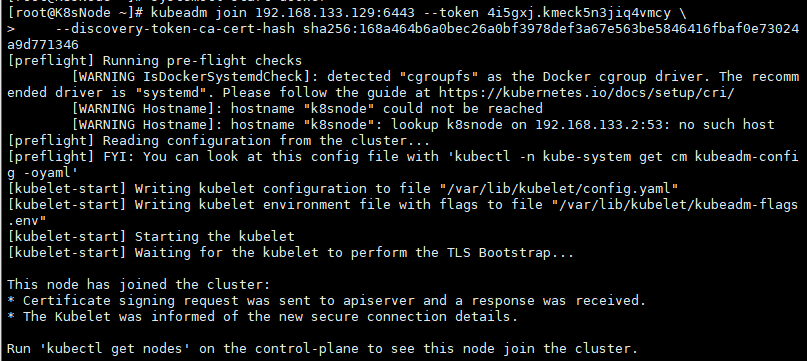 [root@K8sNode ~]# kubeadm join 192.168.133.129:6443 --token 4i5gxj.kmeck5n3jiq4vmcy \
>     --discovery-token-ca-cert-hash sha256:168a464b6a0bec26a0bf3978def3a67e563be5846416fbaf0e73024
a9d771346
[preflight] Running pre-flight checks
        [WARNING IsDockerSystemdCheck]: detected "cgroupfs" as the Docker cgroup driver. The recomm
ended driver is "systemd". Please follow the guide at https://kubernetes.io/docs/setup/cri/
        [WARNING Hostname]: hostname "k8snode" could not be reached
        [WARNING Hostname]: hostname "k8snode": lookup k8snode on 192.168.133.2:53: no such host
[preflight] Reading configuration from the cluster...
[preflight] FYI: You can look at this config file with 'kubectl -n kube-system get cm kubeadm-confi
g -oyaml'
[kubelet-start] Writing kubelet configuration to file "/var/lib/kubelet/config.yaml"
[kubelet-start] Writing kubelet environment file with flags to file "/var/lib/kubelet/kubeadm-flags
.env"
[kubelet-start] Starting the kubelet
[kubelet-start] Waiting for the kubelet to perform the TLS Bootstrap...

This node has joined the cluster:
* Certificate signing request was sent to apiserver and a response was received.
* The Kubelet was informed of the new secure connection details.

Run 'kubectl get nodes' on the control-plane to see this node join the cluster.